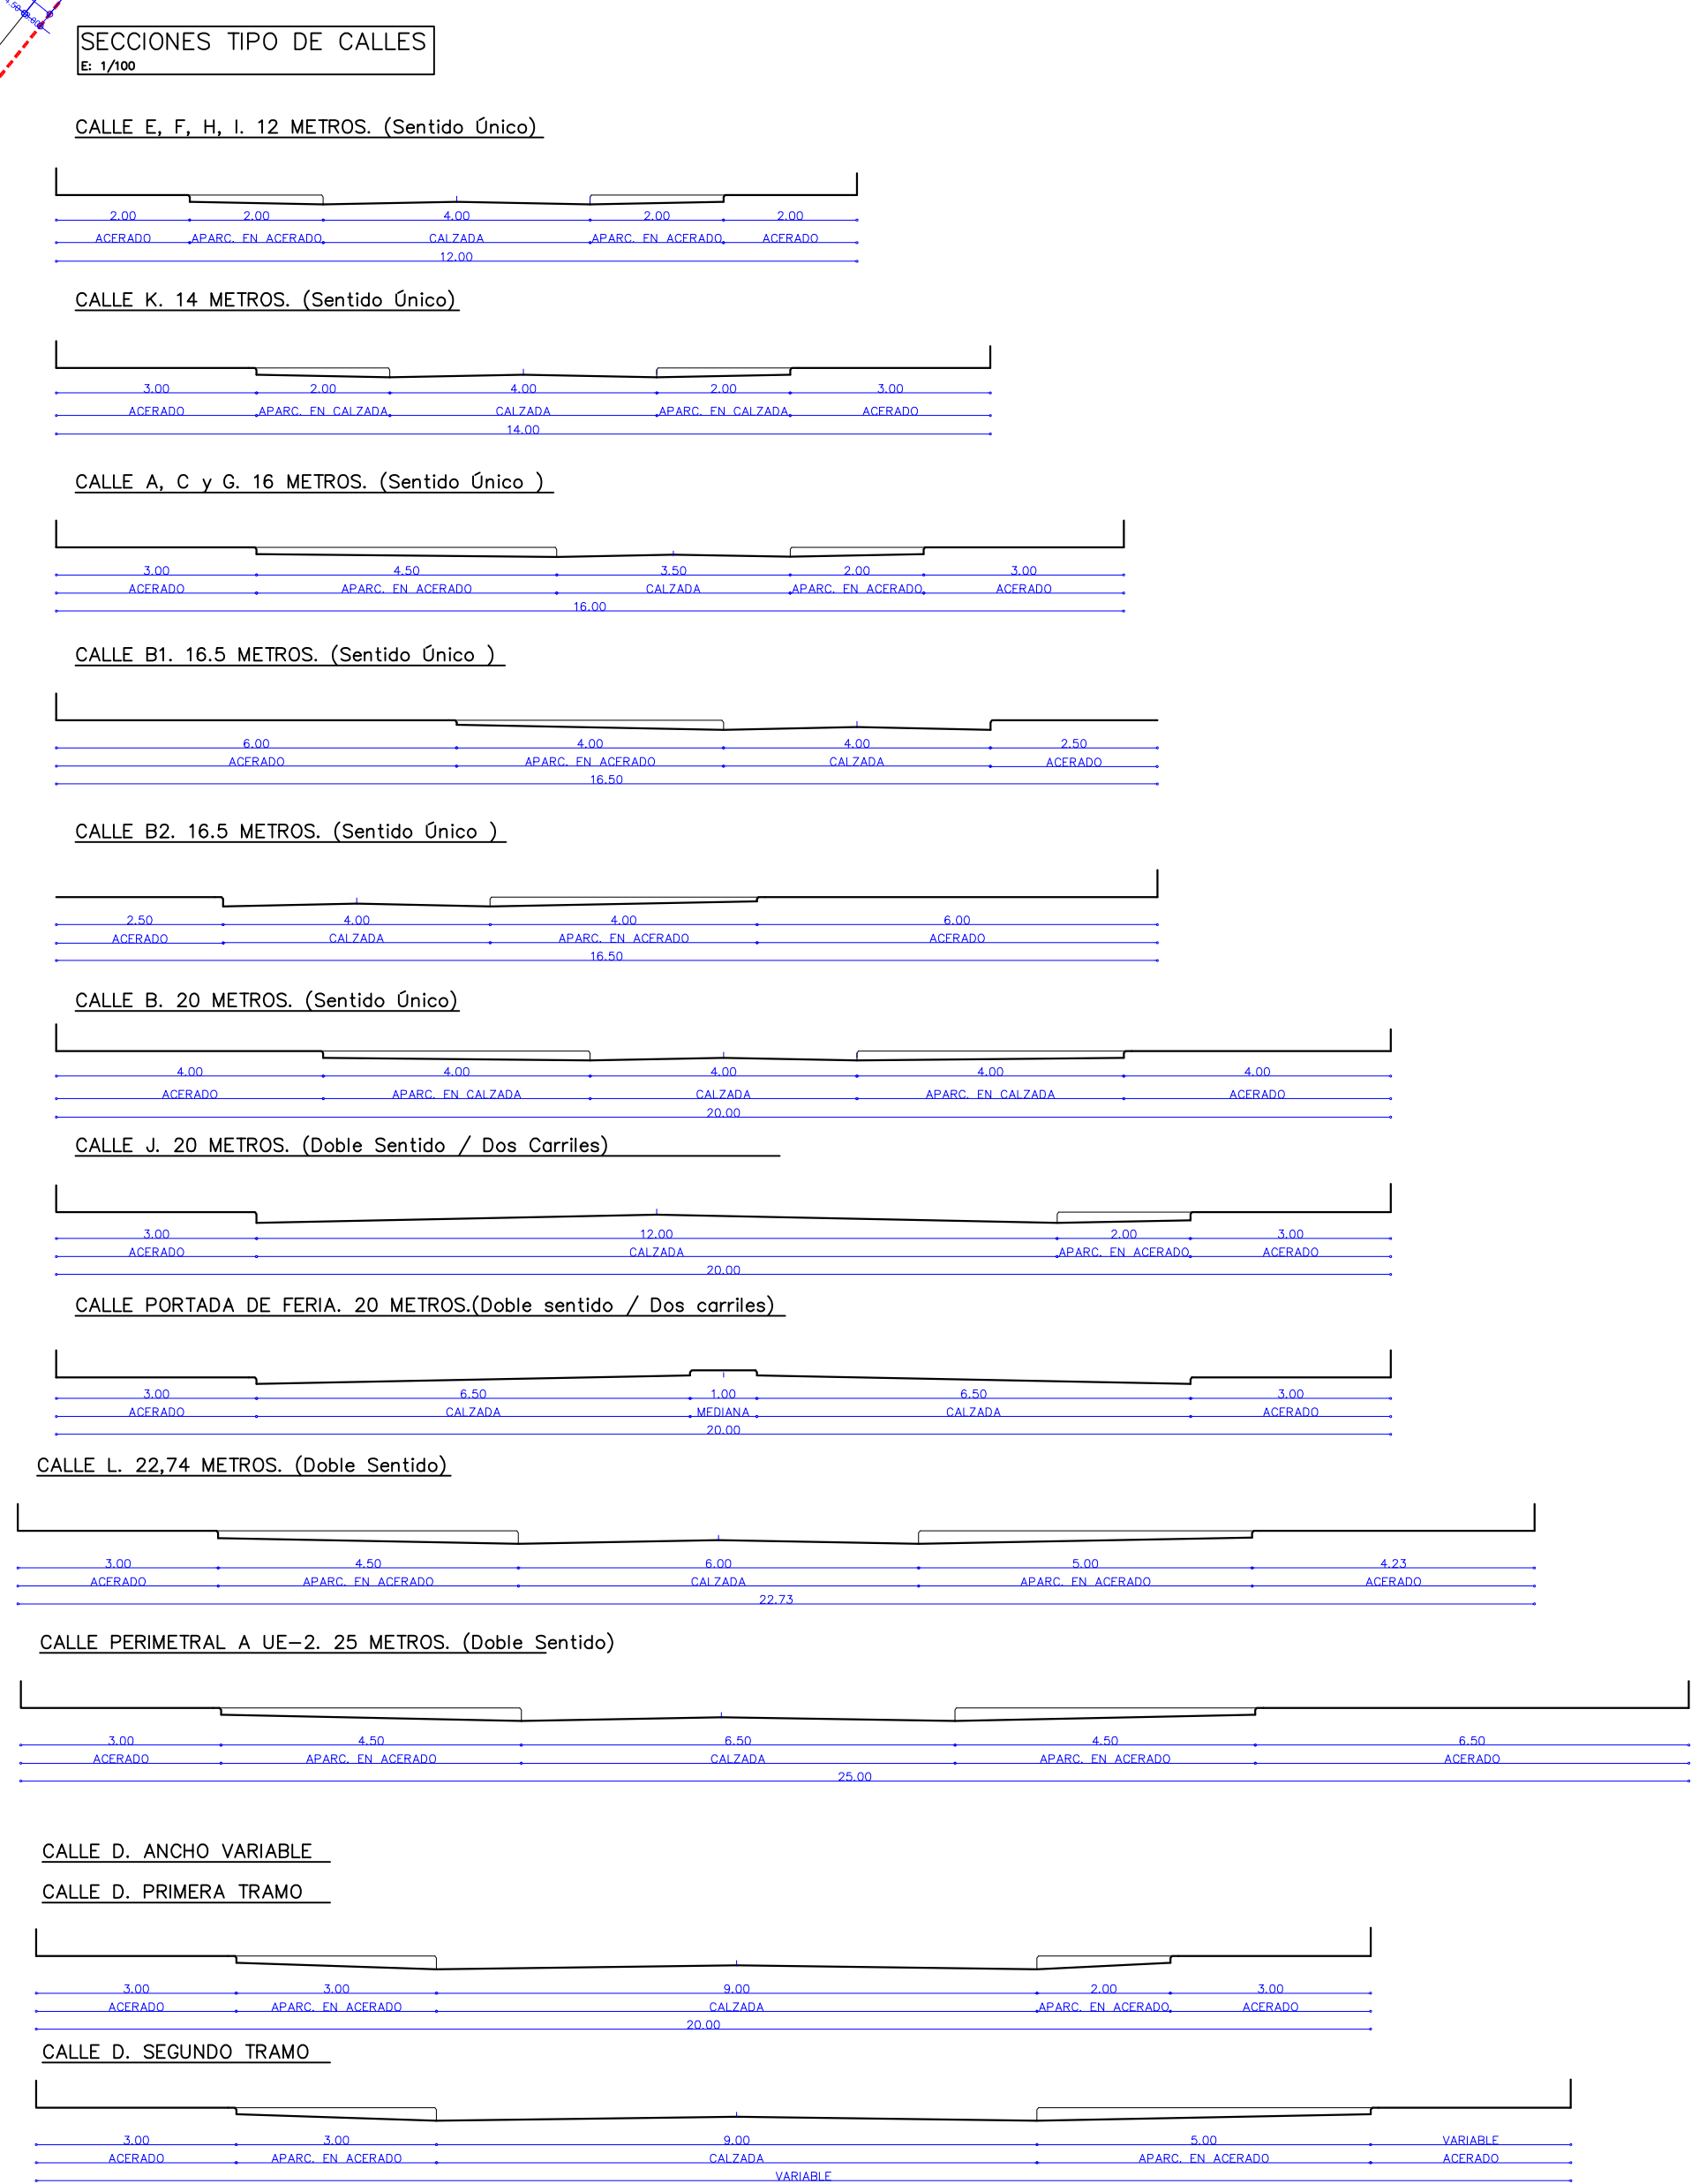 SECCIONES TIPO DE CALLES
E: 1/100
CALLE E, F, H, I. 12 METROS. (Sentido Único)
2.00 2.00 4.00 2.00 2.00
ACERADO APARC. EN ACERADO CALZADA APARC. EN ACERADO ACERADO
12.00
CALLE K. 14 METROS. (Sentido Único)
3.00 2.00 4.00 2.00 3.00
ACERADO APARC. EN CALZADA CALZADA APARC. EN CALZADA ACERADO
14.00
CALLE A, C y G. 16 METROS. (Sentido Único )
3.00 4.50 3.50 2.00 3.00
ACERADO APARC. EN ACERADO CALZADA APARC. EN ACERADO ACERADO
16.00
CALLE B1. 16.5 METROS. (Sentido Único )
6.00 4.00 4.00 2.50
ACERADO APARC. EN ACERADO CALZADA ACERADO
16.50
CALLE B2. 16.5 METROS. (Sentido Único )
2.50 4.00 4.00 6.00
ACERADO CALZADA APARC. EN ACERADO ACERADO
16.50
CALLE B. 20 METROS. (Sentido Único)
4.00 4.00 4.00 4.00 4.00
ACERADO APARC. EN CALZADA CALZADA APARC. EN CALZADA ACERADO
20.00
CALLE J. 20 METROS. (Doble Sentido / Dos Carriles)
3.00 12.00 2.00 3.00
ACERADO CALZADA APARC. EN ACERADO ACERADO
20.00
CALLE PORTADA DE FERIA. 20 METROS.(Doble sentido / Dos carriles)
3.00 6.50 1.00 6.50 3.00
ACERADO CALZADA MEDIANA CALZADA ACERADO
20.00
CALLE L. 22,74 METROS. (Doble Sentido)
3.00 4.50 6.00 5.00 4.23
ACERADO APARC. EN ACERADO CALZADA APARC. EN ACERADO ACERADO
22.73
CALLE PERIMETRAL A UE-2. 25 METROS. (Doble Sentido)
3.00 4.50 6.50 4.50 6.50
ACERADO APARC. EN ACERADO CALZADA APARC. EN ACERADO ACERADO
25.00
CALLE D. ANCHO VARIABLE
CALLE D. PRIMERA TRAMO
3.00 3.00 9.00 2.00 3.00
ACERADO APARC. EN ACERADO CALZADA APARC. EN ACERADO ACERADO
20.00
CALLE D. SEGUNDO TRAMO
3.00 3.00 9.00 5.00 VARIABLE
ACERADO APARC. EN ACERADO CALZADA APARC. EN ACERADO ACERADO
VARIABLE